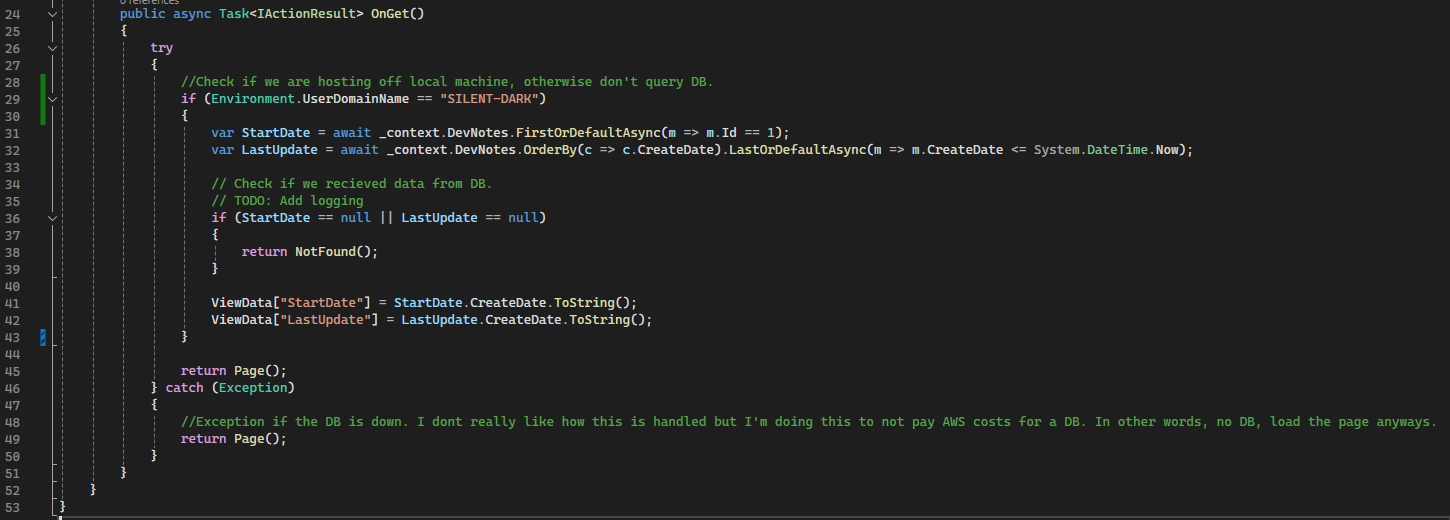 0 references
24 public async Task<IActionResult> OnGet()
25 {
26 try
27 {
28 //Check if we are hosting off local machine, otherwise don't query DB.
29 if (Environment.UserDomainName == "SILENT-DARK")
30 {
31 var StartDate = await _context.DevNotes.FirstOrDefaultAsync(m => m.Id == 1);
32 var LastUpdate = await _context.DevNotes.OrderBy(c => c.CreateDate).LastOrDefaultAsync(m => m.CreateDate <= System.DateTime.Now);
33
34 // Check if we recieved data from DB.
35 // TODO: Add logging
36 if (StartDate == null || LastUpdate == null)
37 {
38 return NotFound();
39 }
40
41 ViewData["StartDate"] = StartDate.CreateDate.ToString();
42 ViewData["LastUpdate"] = LastUpdate.CreateDate.ToString();
43 }
44
45 return Page();
46 } catch (Exception)
47 {
48 //Exception if the DB is down. I dont really like how this is handled but I'm doing this to not pay AWS costs for a DB. In other words, no DB, load the page anyways.
49 return Page();
50 }
51 }
52 }
53 }